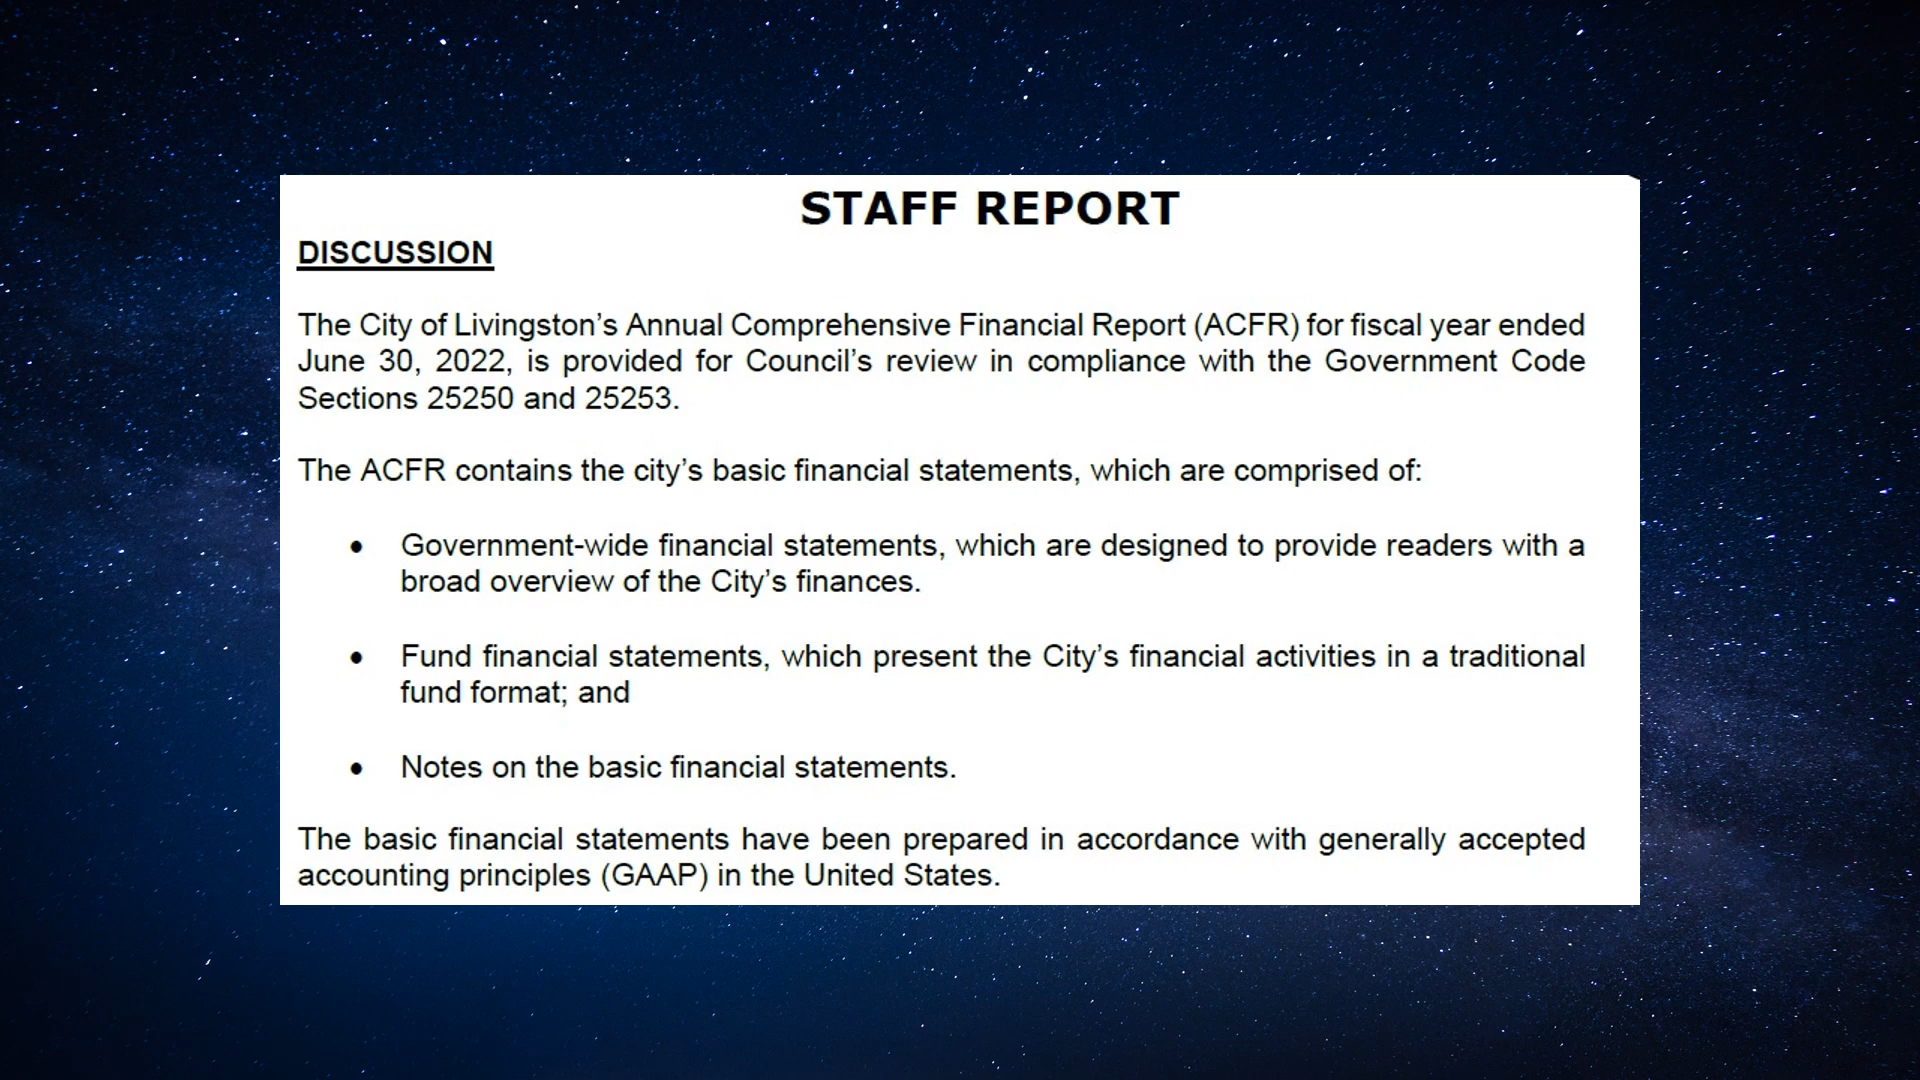 STAFF REPORT
DISCUSSION
The City of Livingston’s Annual Comprehensive Financial Report (ACFR) for fiscal year ended
June 30, 2022, is provided for Council’s review in compliance with the Government Code
Sections 25250 and 25253.
The ACFR contains the city’s basic financial statements, which are comprised of:
• Government-wide financial statements, which are designed to provide readers with a
broad overview of the City’s finances.
• Fund financial statements, which present the City’s financial activities in a traditional
fund format; and
• Notes on the basic financial statements.
The basic financial statements have been prepared in accordance with generally accepted
accounting principles (GAAP) in the United States.